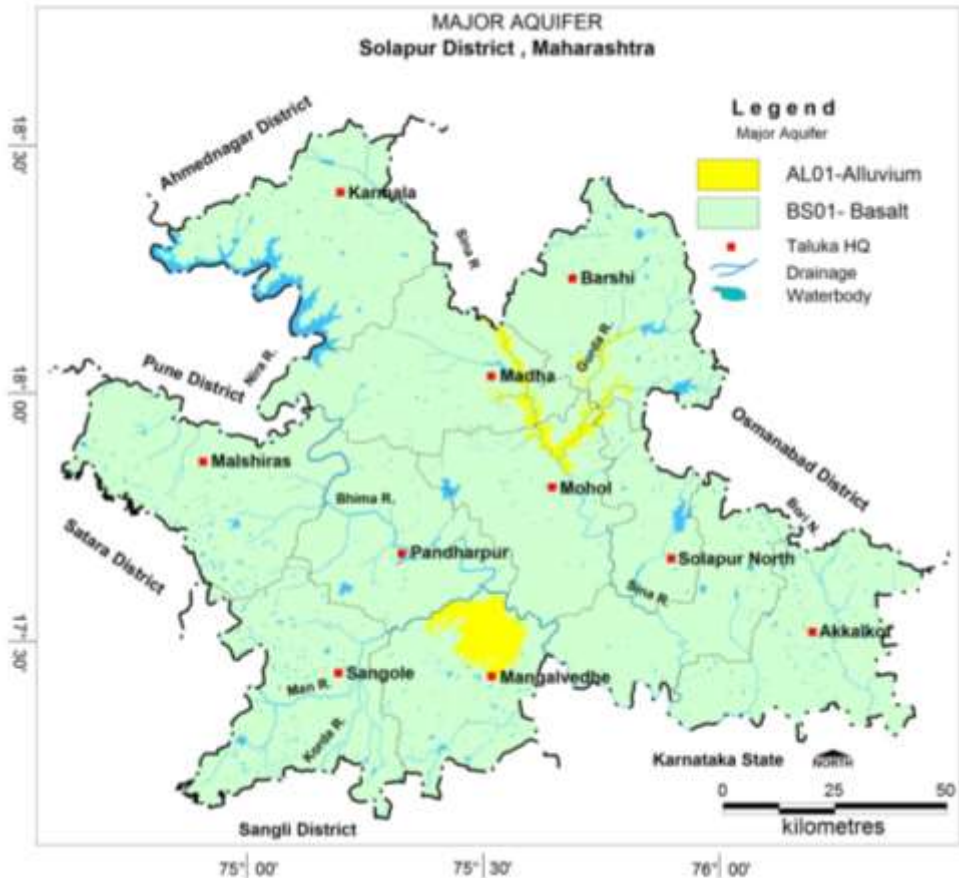 MAJOR AQUIFER
Solapur District , Maharashtra
Legend
Major Aquifer
AL01-Alluvium
BS01- Basalt
Taluka HQ
Drainage
Waterbody
18° 30'
18° 00'
17° 30'
Ahmednagar District
Karmala
Sina R.
Barshi
Pune District
Nira R.
Madha
Osmanabad District
Malshiras
Bhima R.
Mohol
Bori N.
Satara District
Pandharpur
Solapur North
Sina R.
Akkalkot
Sangole
Mangalvedhe
Man R.
Korda R.
Karnataka State
NORTH
0 25 50
kilometres
Sangli District
75° 00'
75° 30'
76° 00'